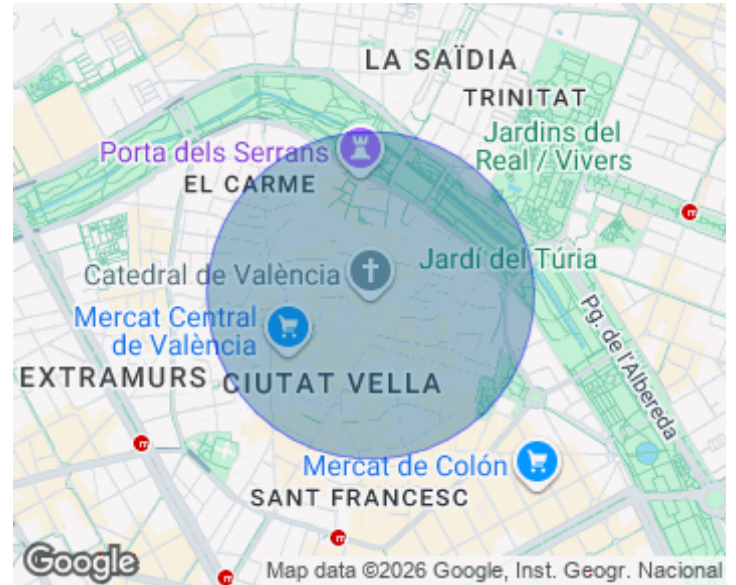 LA SAÏDIA
TRINITAT
Jardins del
Real / Vivers
Porta dels Serrans
EL CARME
Jardí del Túria
Catedral de València
Mercat Central
de València
Pg. de l'Albereda
EXTRAMURS
CIUTAT VELLA
Mercat de Colón
SANT FRANCESC
Google
Map data ©2026 Google, Inst. Geogr. Nacional